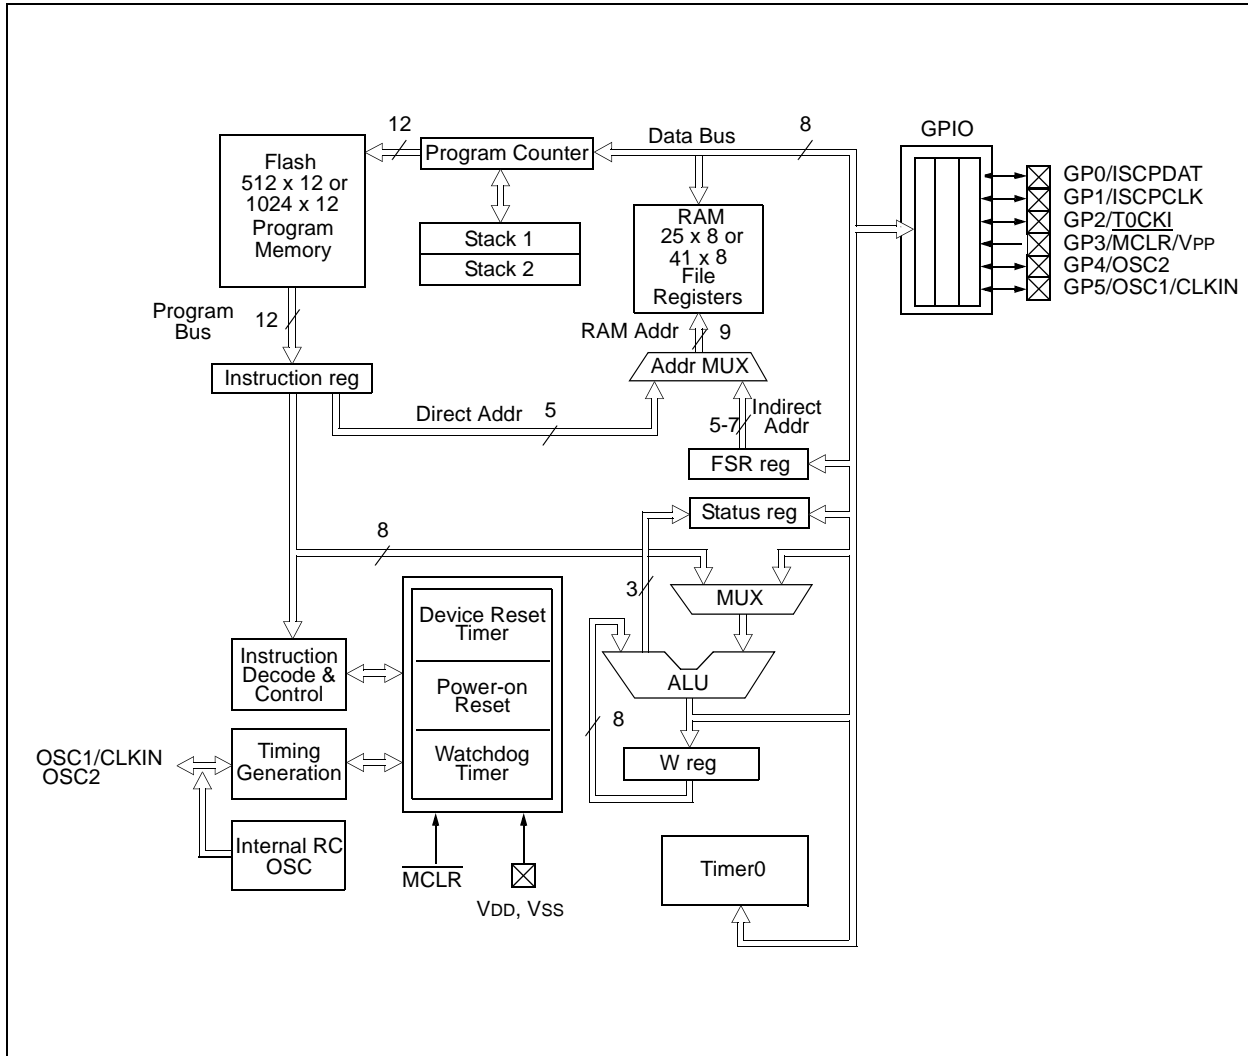 12
Data Bus
8
GPIO
Flash
512 x 12 or
1024 x 12
Program
Memory
Program Counter
Stack 1
Stack 2
RAM
25 x 8 or
41 x 8
File
Registers
GP0/ISCPDAT
GP1/ISCPCLK
GP2/T0CKI
GP3/MCLR/VPP
GP4/OSC2
GP5/OSC1/CLKIN
Program
Bus
12
RAM Addr
9
Instruction reg
Addr MUX
Direct Addr
5
5-7
Indirect
Addr
FSR reg
Status reg
8
3
MUX
Device Reset
Timer
Instruction
Decode &
Control
Power-on
Reset
ALU
8
OSC1/CLKIN
OSC2
Timing
Generation
Watchdog
Timer
W reg
Internal RC
OSC
MCLR
VDD, VSS
Timer0